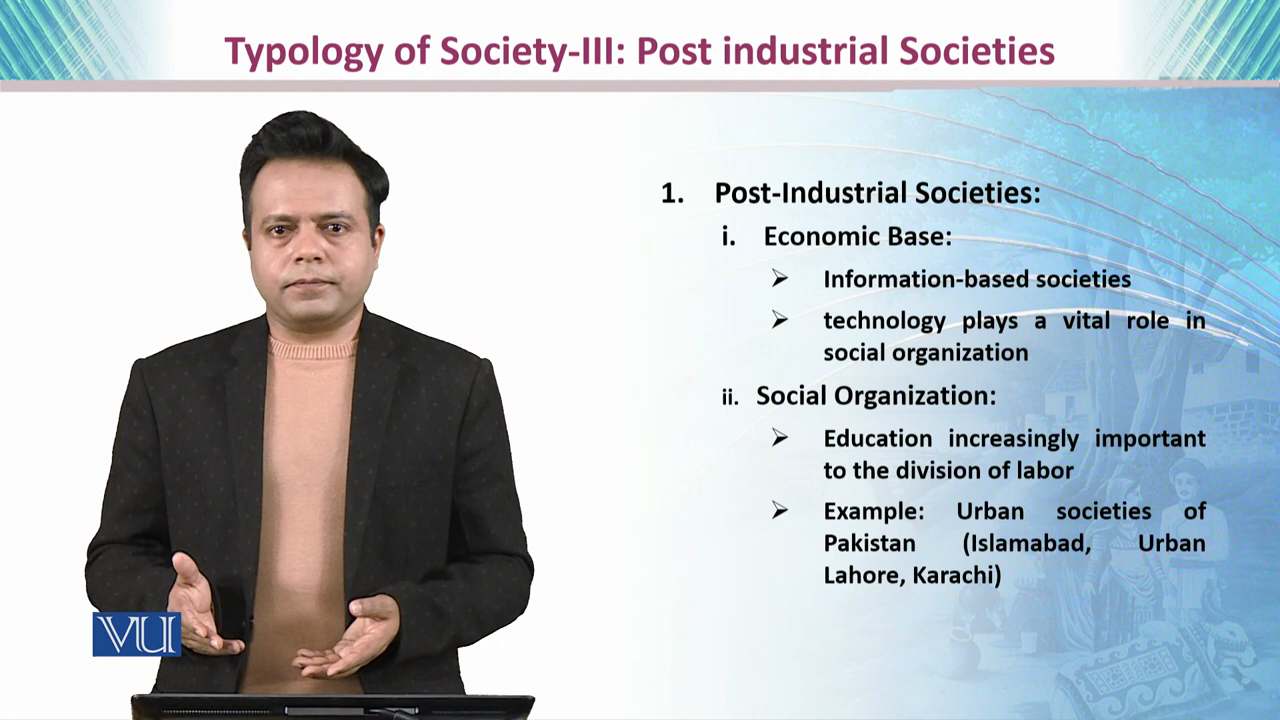 Typology of Society-III: Post industrial Societies
1. Post-Industrial Societies:
i. Economic Base:
➢ Information-based societies
➢ technology plays a vital role in
social organization
ii. Social Organization:
➢ Education increasingly important
to the division of labor
➢ Example: Urban societies of
Pakistan (Islamabad, Urban
Lahore, Karachi)
VU